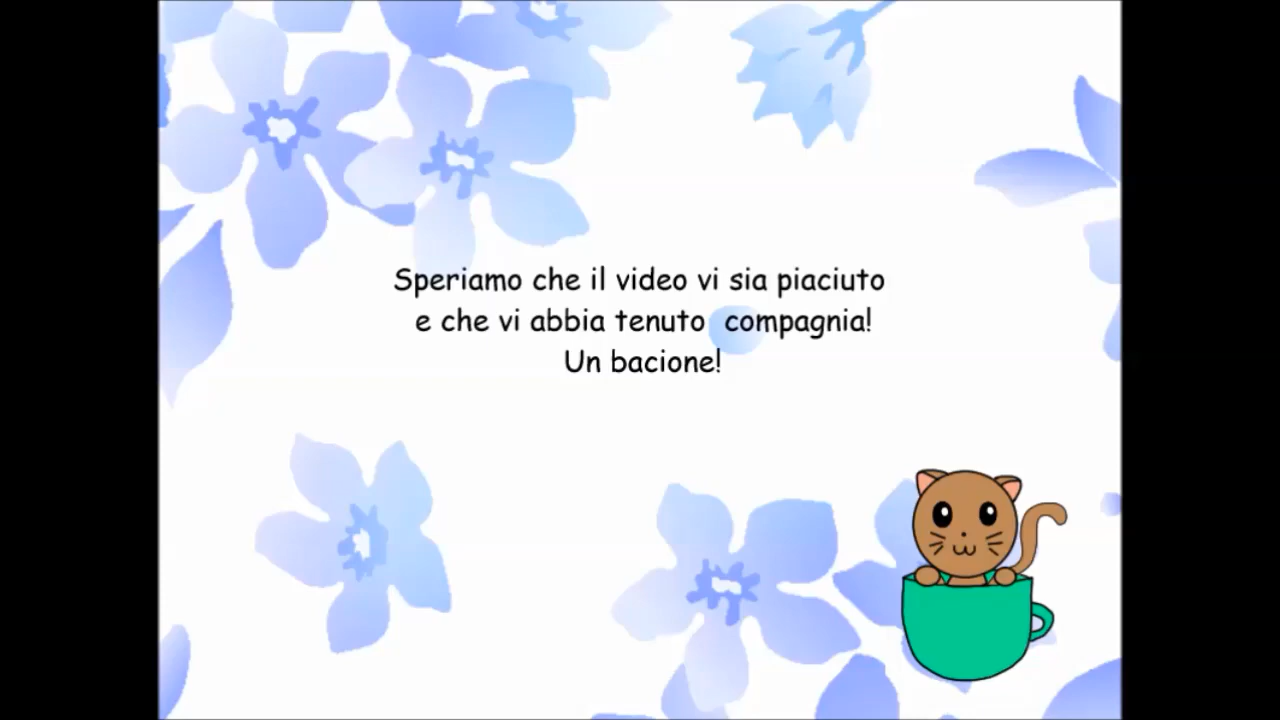 Speriamo che il video vi sia piaciuto
e che vi abbia tenuto compagnia!
Un bacione!